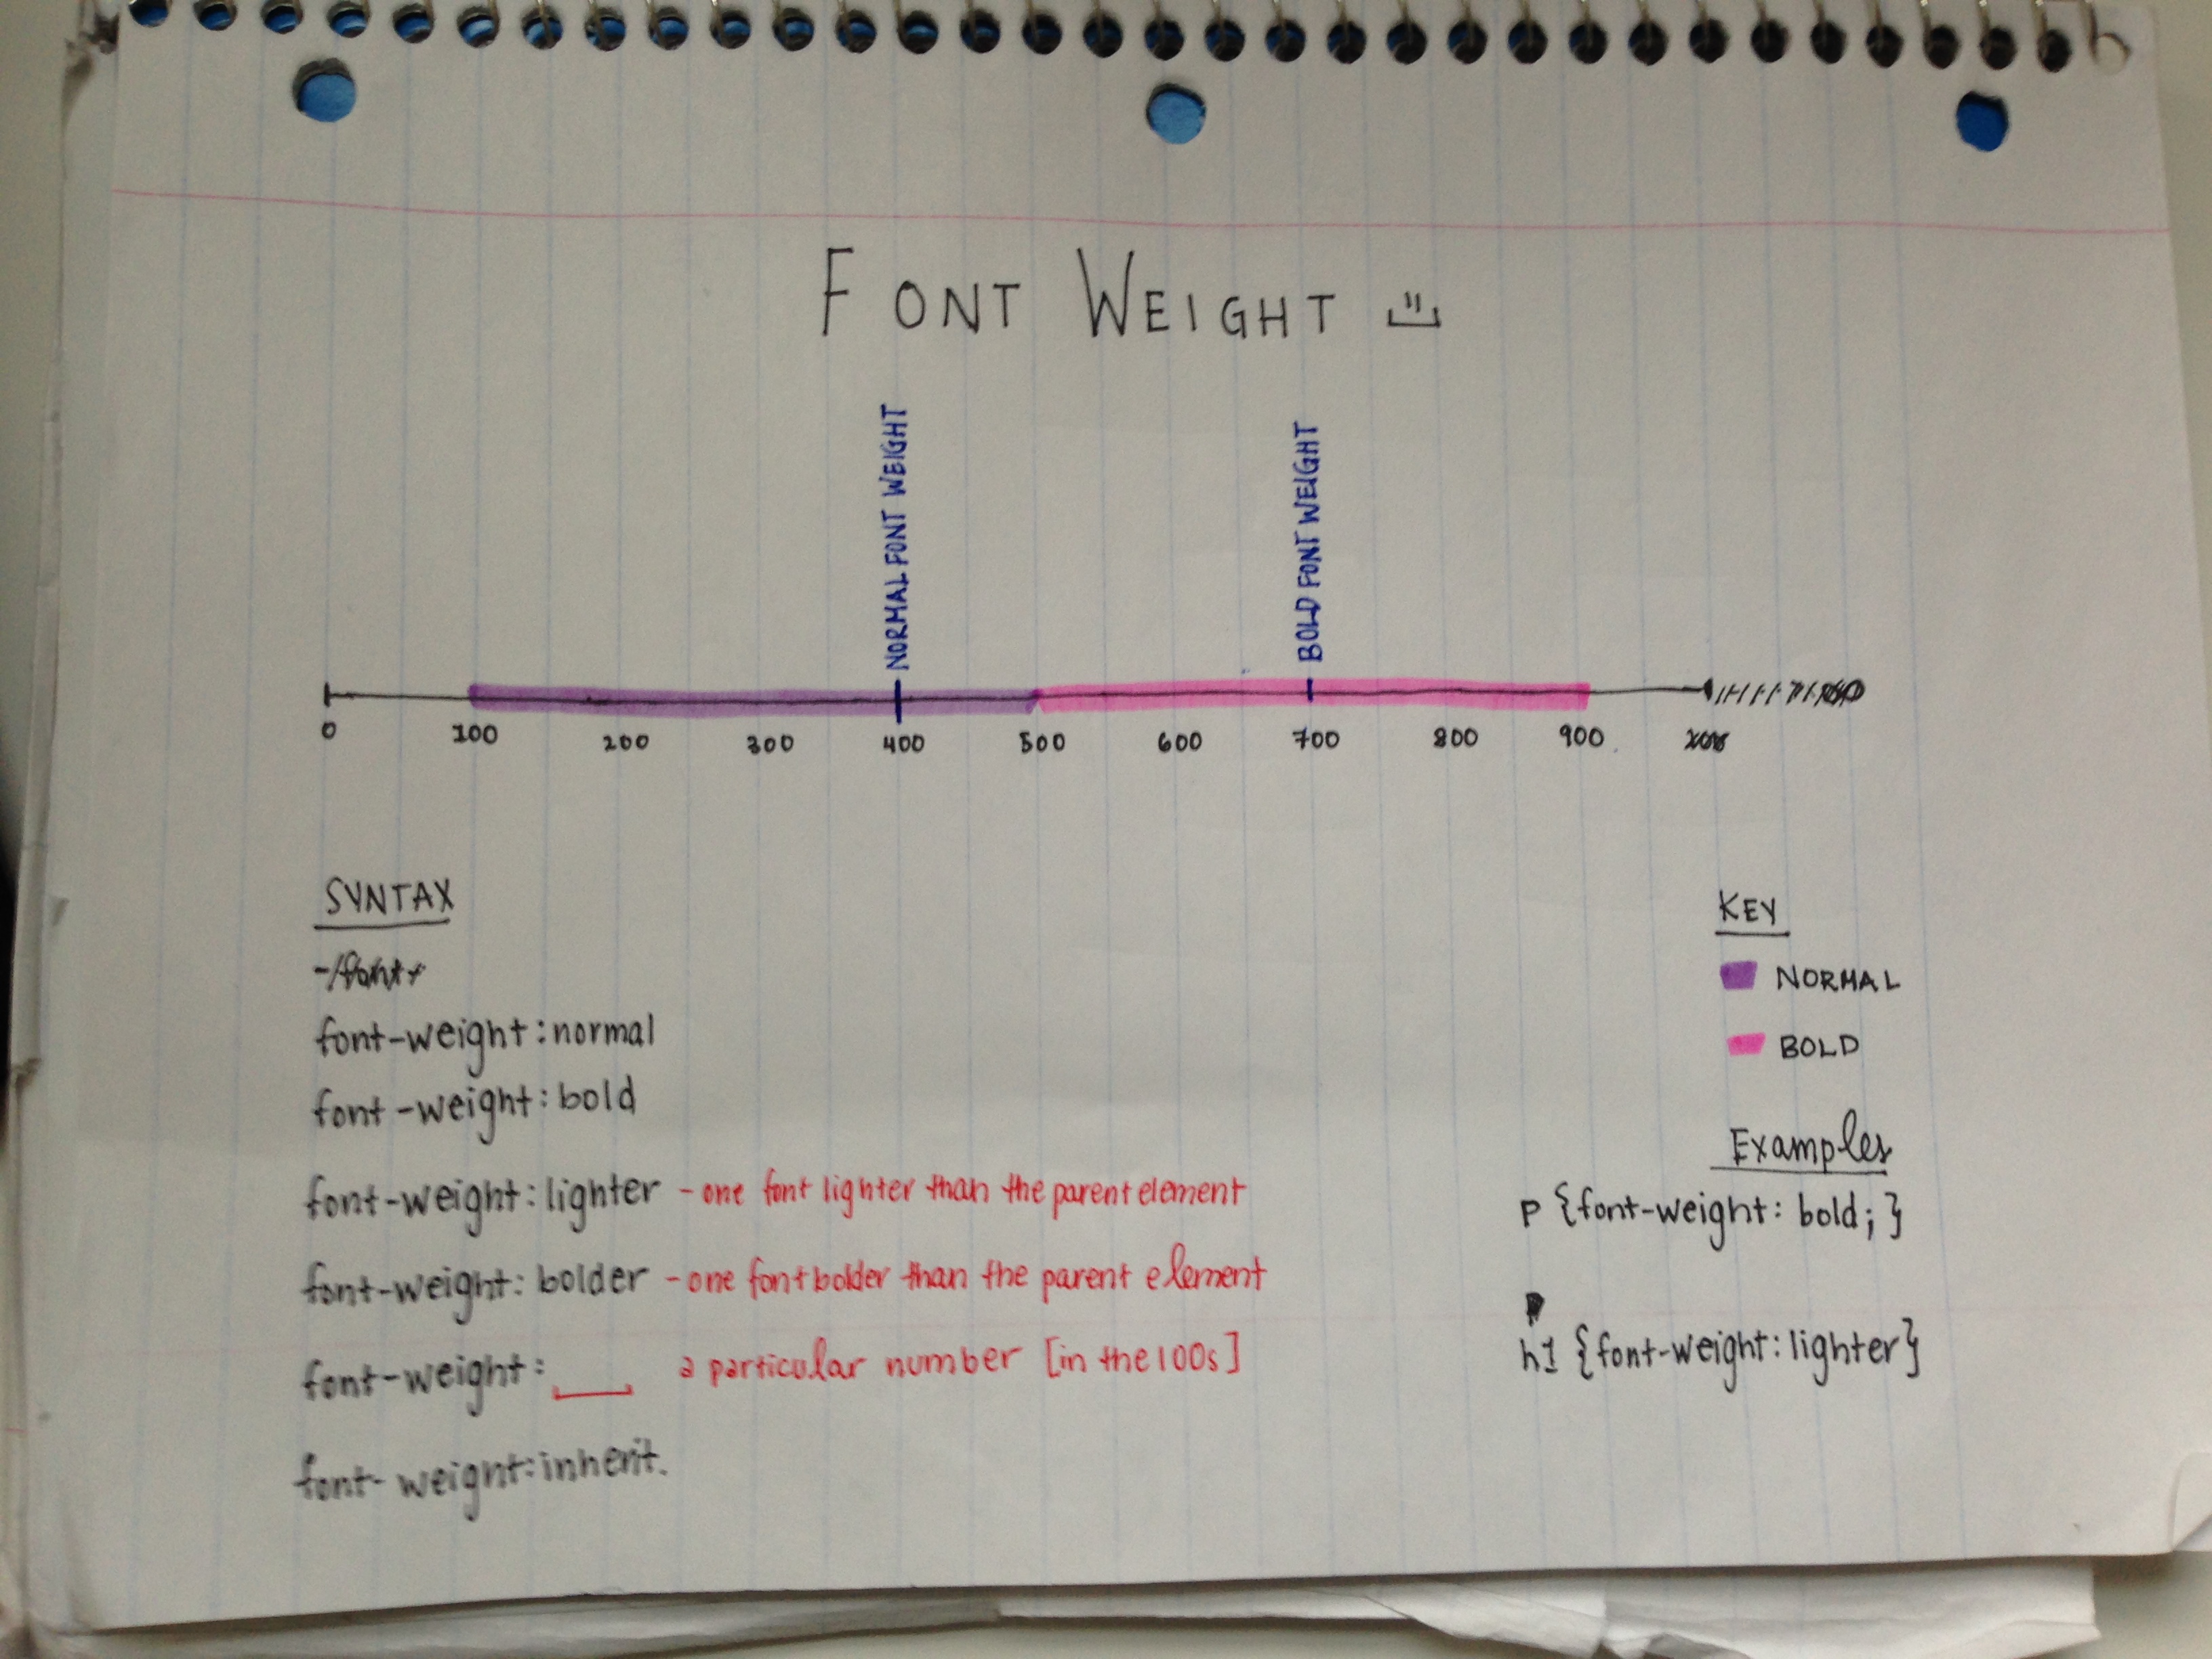 FONT WEIGHT
NORMAL FONT WEIGHT
BOLD FONT WEIGHT
0 100 200 300 400 500 600 700 800 900
SYNTAX
font-weight:normal
font-weight:bold
font-weight:lighter -one font lighter than the parent element
font-weight:bolder -one font bolder than the parent element
font-weight:___ a particular number [in the 100s]
font-weight:inherit.
KEY
NORMAL
BOLD
Examples
p {font-weight: bold; }
h1 {font-weight:lighter}